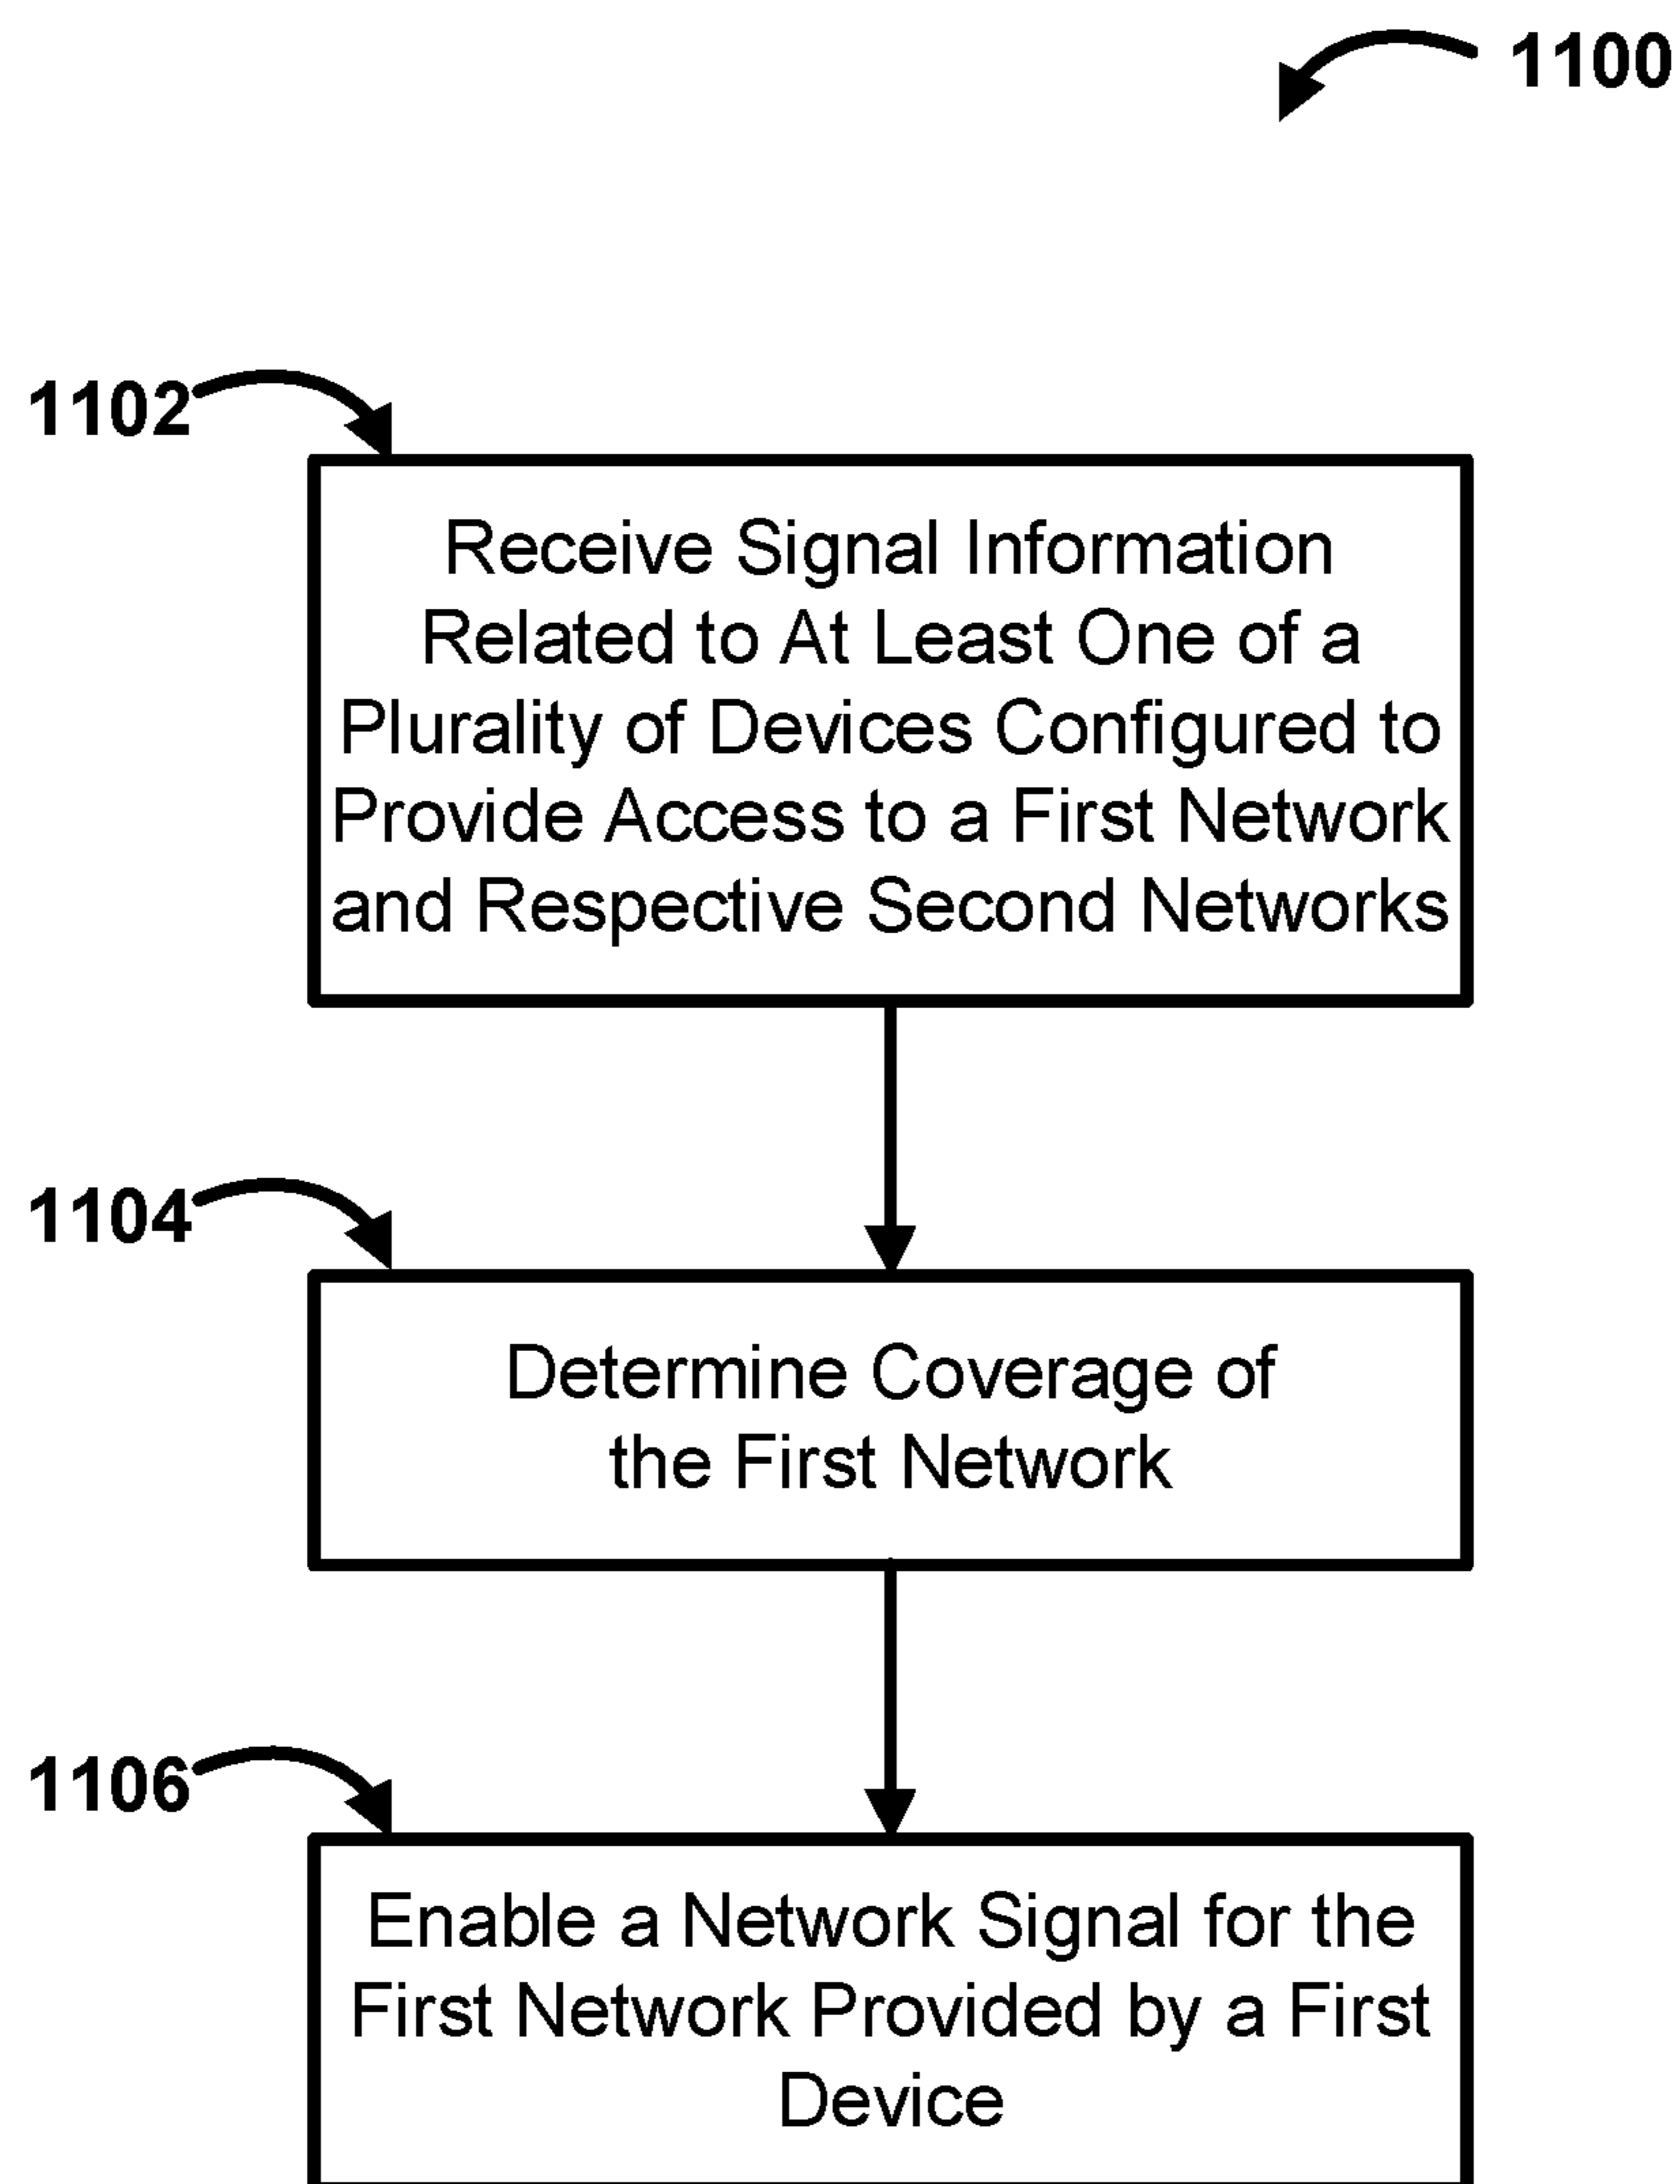 1100
1102
Receive Signal Information
Related to At Least One of a
Plurality of Devices Configured to
Provide Access to a First Network
and Respective Second Networks
1104
Determine Coverage of
the First Network
1106
Enable a Network Signal for the
First Network Provided by a First
Device